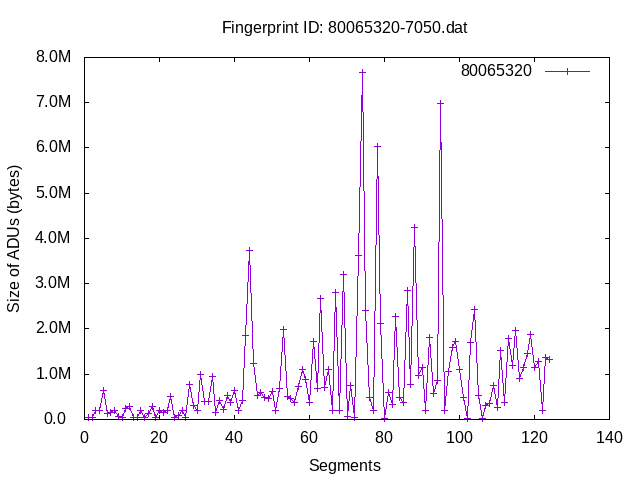 Fingerprint ID: 80065320-7050.dat
80065320
8.0M
7.0M
6.0M
5.0M
4.0M
3.0M
2.0M
1.0M
0.0
Size of ADUs (bytes)
0 20 40 60 80 100 120 140
Segments